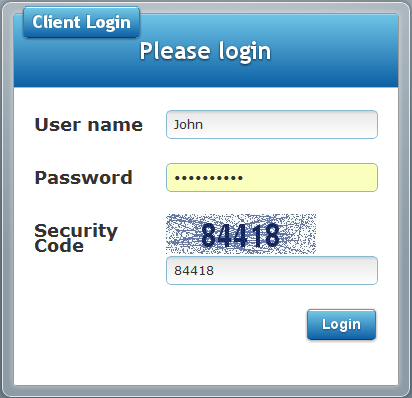 Client Login
Please login
User name
John
Password
••••••••••
Security
Code
84418
84418
Login